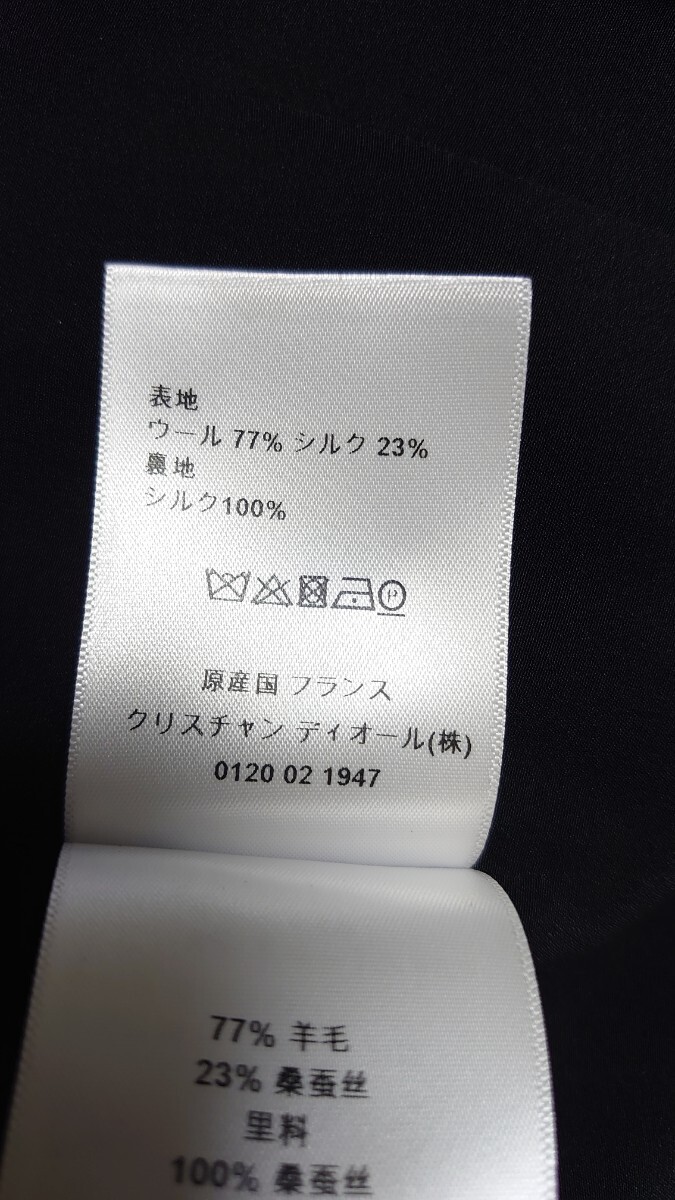 表地
ウール 77% シルク 23%
裏地
シルク100%
P
原産国 フランス
クリスチャン ディオール(株)
0120 02 1947
77% 羊毛
23% 桑蚕丝
里料
100% 桑蚕丝